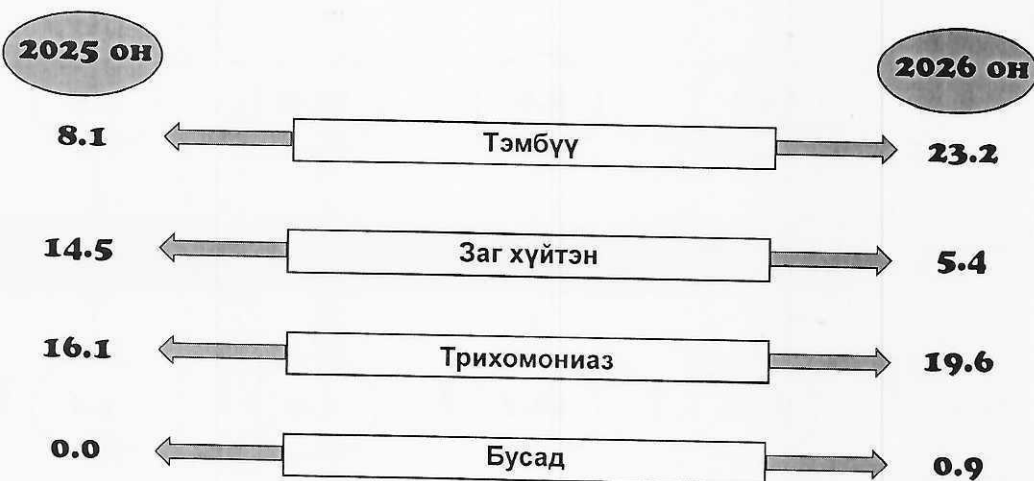 2025 он
2026 он
8.1 Тэмбүү 23.2
14.5 Заг хүйтэн 5.4
16.1 Трихомониаз 19.6
0.0 Бусад 0.9